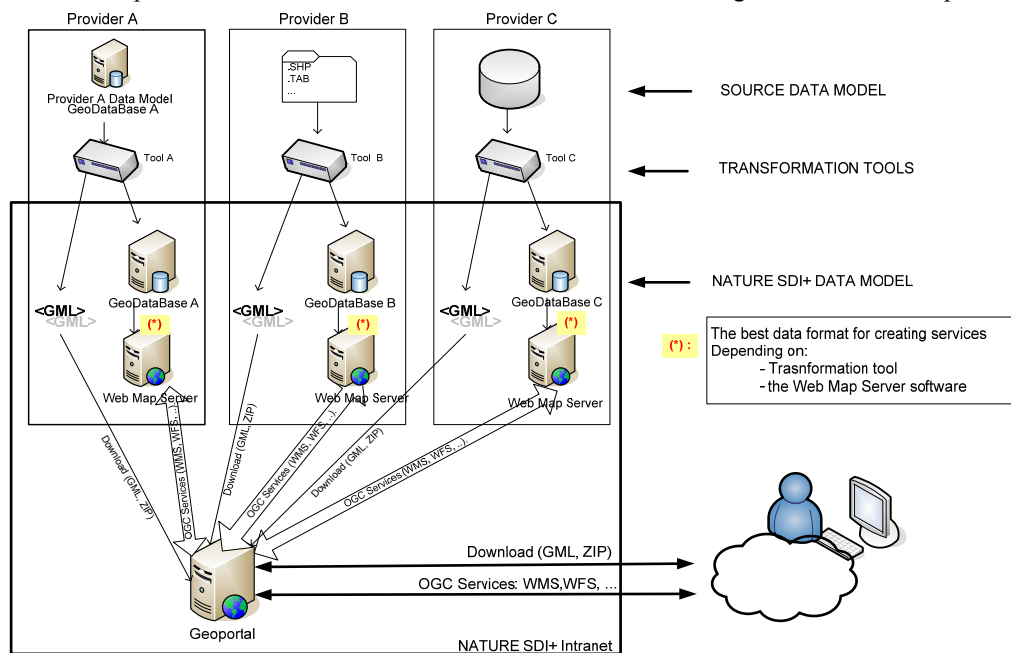 Provider A
Provider B
Provider C
.SHP
.TAB
...
Provider A Data Model
GeoDataBase A
SOURCE DATA MODEL
Tool A
Tool B
Tool C
TRANSFORMATION TOOLS
GeoDataBase A
GeoDataBase B
GeoDataBase C
NATURE SDI+ DATA MODEL
<GML>
<GML>
<GML>
<GML>
<GML>
<GML>
(*)
(*)
(*)
(*) :
The best data format for creating services
Depending on:
- Trasnformation tool
- the Web Map Server software
Web Map Server
Web Map Server
Web Map Server
Download (GML, ZIP)
OGC Services (WMS, WFS, ...).
Download (GML, ZIP)
OGC Services (WMS, WFS, ..).
Download (GML, ZIP)
OGC Services (WMS, WFS, ..).
Download (GML, ZIP)
OGC Services: WMS,WFS, ...
Geoportal
NATURE SDI+ Intranet